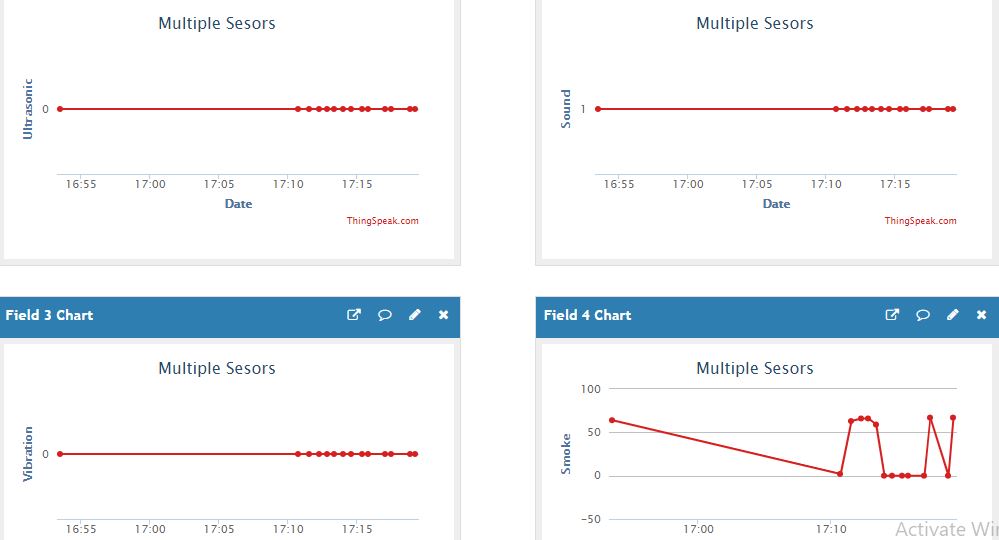 Multiple Sesors
Ultrasonic
0
16:55 17:00 17:05 17:10 17:15
Date
ThingSpeak.com
Multiple Sesors
Sound
1
16:55 17:00 17:05 17:10 17:15
Date
ThingSpeak.com
Field 3 Chart
Multiple Sesors
Vibration
0
16:55 17:00 17:05 17:10 17:15
Field 4 Chart
Multiple Sesors
Smoke
100
50
0
-50
17:00 17:10
Activate Wi